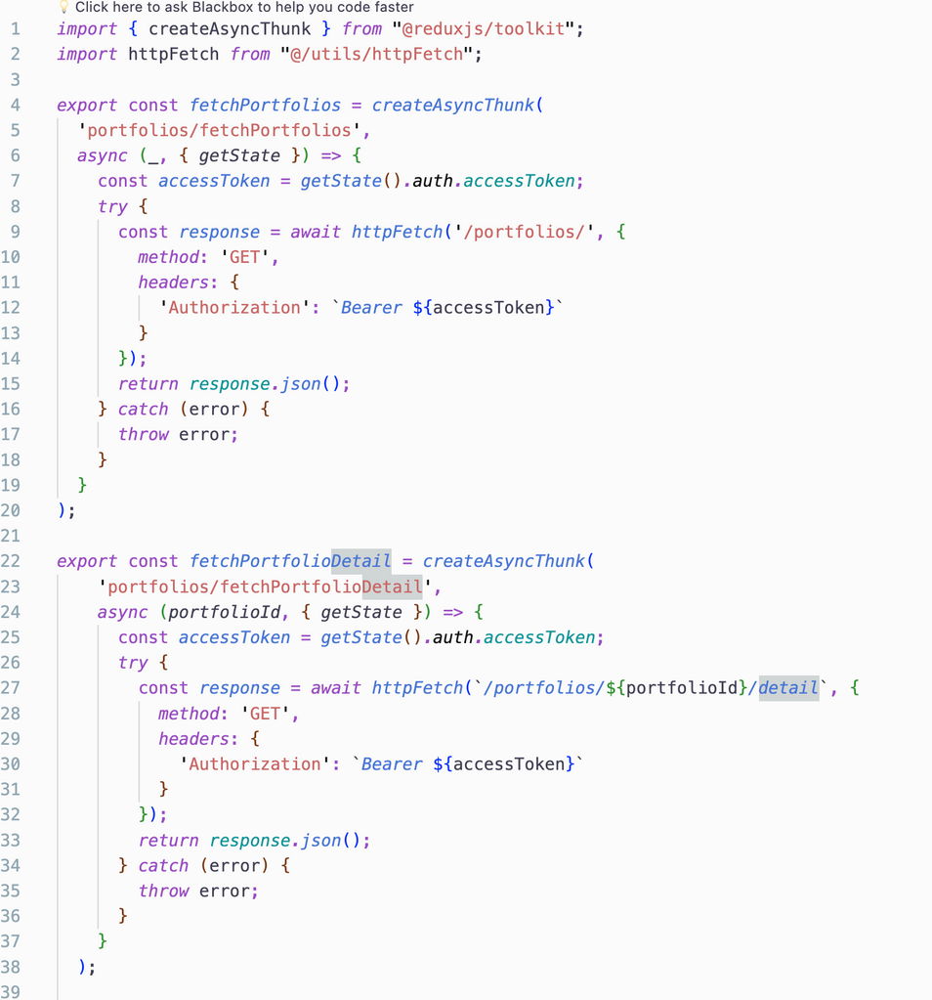 💡 Click here to ask Blackbox to help you code faster
1 import { createAsyncThunk } from "@reduxjs/toolkit";
2 import httpFetch from "@/utils/httpFetch";
3
4 export const fetchPortfolios = createAsyncThunk(
5 'portfolios/fetchPortfolios',
6 async (_, { getState }) => {
7 const accessToken = getState().auth.accessToken;
8 try {
9 const response = await httpFetch('/portfolios/', {
10 method: 'GET',
11 headers: {
12 'Authorization': `Bearer ${accessToken}`
13 }
14 });
15 return response.json();
16 } catch (error) {
17 throw error;
18 }
19 }
20 );
21
22 export const fetchPortfolioDetail = createAsyncThunk(
23 'portfolios/fetchPortfolioDetail',
24 async (portfolioId, { getState }) => {
25 const accessToken = getState().auth.accessToken;
26 try {
27 const response = await httpFetch(`/portfolios/${portfolioId}/detail`, {
28 method: 'GET',
29 headers: {
30 'Authorization': `Bearer ${accessToken}`
31 }
32 });
33 return response.json();
34 } catch (error) {
35 throw error;
36 }
37 }
38 );
39